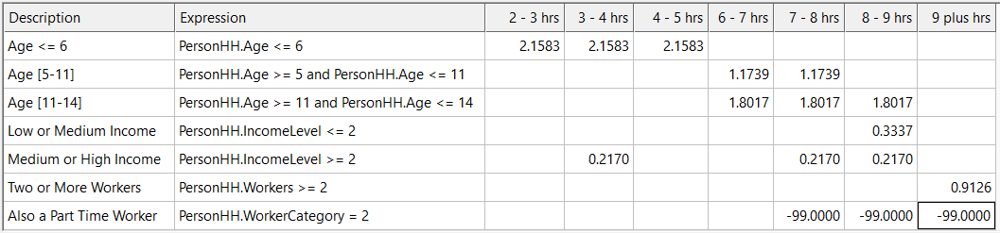 Description Expression 2 - 3 hrs 3 - 4 hrs 4 - 5 hrs 6 - 7 hrs 7 - 8 hrs 8 - 9 hrs 9 plus hrs
Age <= 6 PersonHH.Age <= 6 2.1583 2.1583 2.1583
Age [5-11] PersonHH.Age >= 5 and PersonHH.Age <= 11 1.1739 1.1739
Age [11-14] PersonHH.Age >= 11 and PersonHH.Age <= 14 1.8017 1.8017 1.8017
Low or Medium Income PersonHH.IncomeLevel <= 2 0.3337
Medium or High Income PersonHH.IncomeLevel >= 2 0.2170 0.2170 0.2170
Two or More Workers PersonHH.Workers >= 2 0.9126
Also a Part Time Worker PersonHH.WorkerCategory = 2 -99.0000 -99.0000 -99.0000